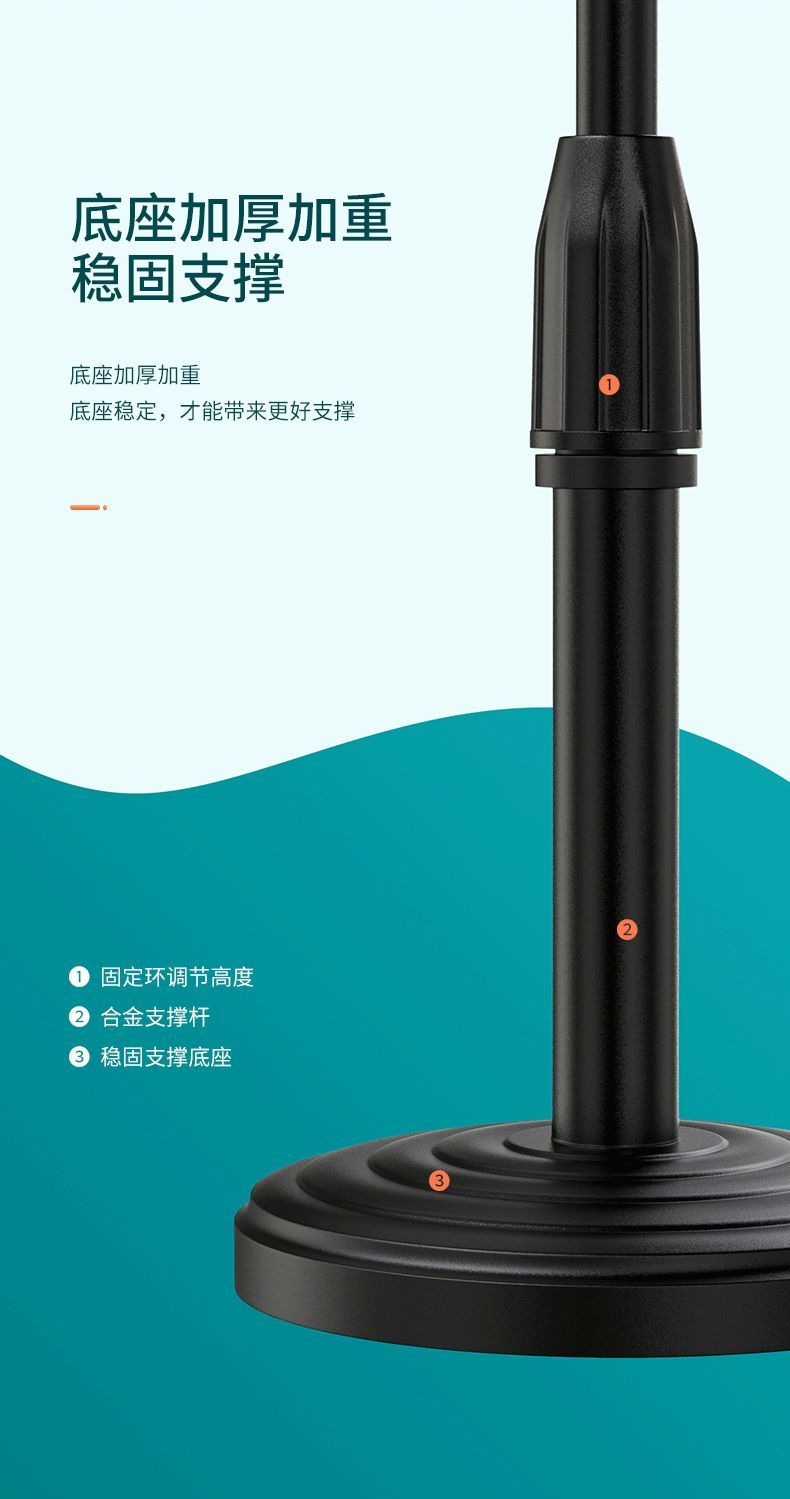 底座加厚加重
稳固支撑
底座加厚加重
底座稳定，才能带来更好支撑
1
2
1 固定环调节高度
2 合金支撑杆
3 稳固支撑底座
3